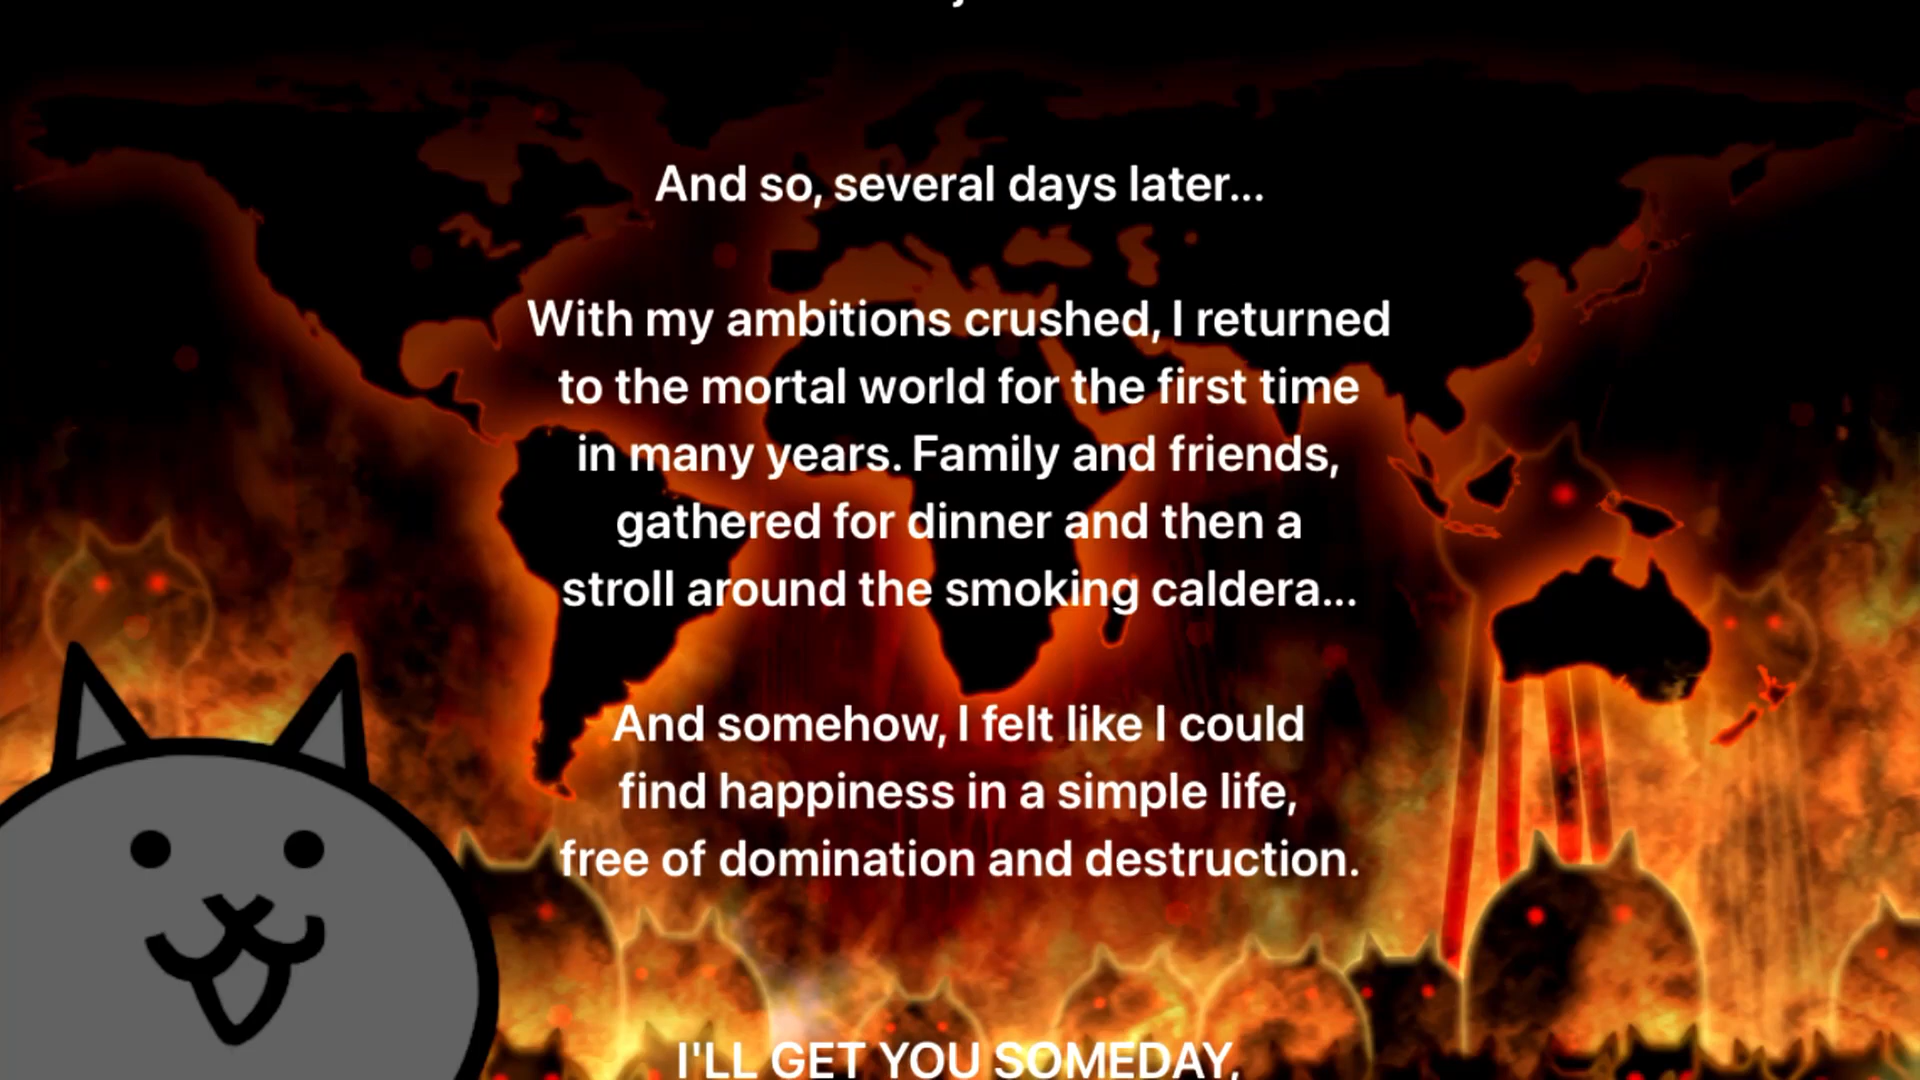 And so, several days later...
With my ambitions crushed, I returned
to the mortal world for the first time
in many years. Family and friends,
gathered for dinner and then a
stroll around the smoking caldera...
And somehow, I felt like I could
find happiness in a simple life,
free of domination and destruction.
I'LL GET YOU SOMEDAY,